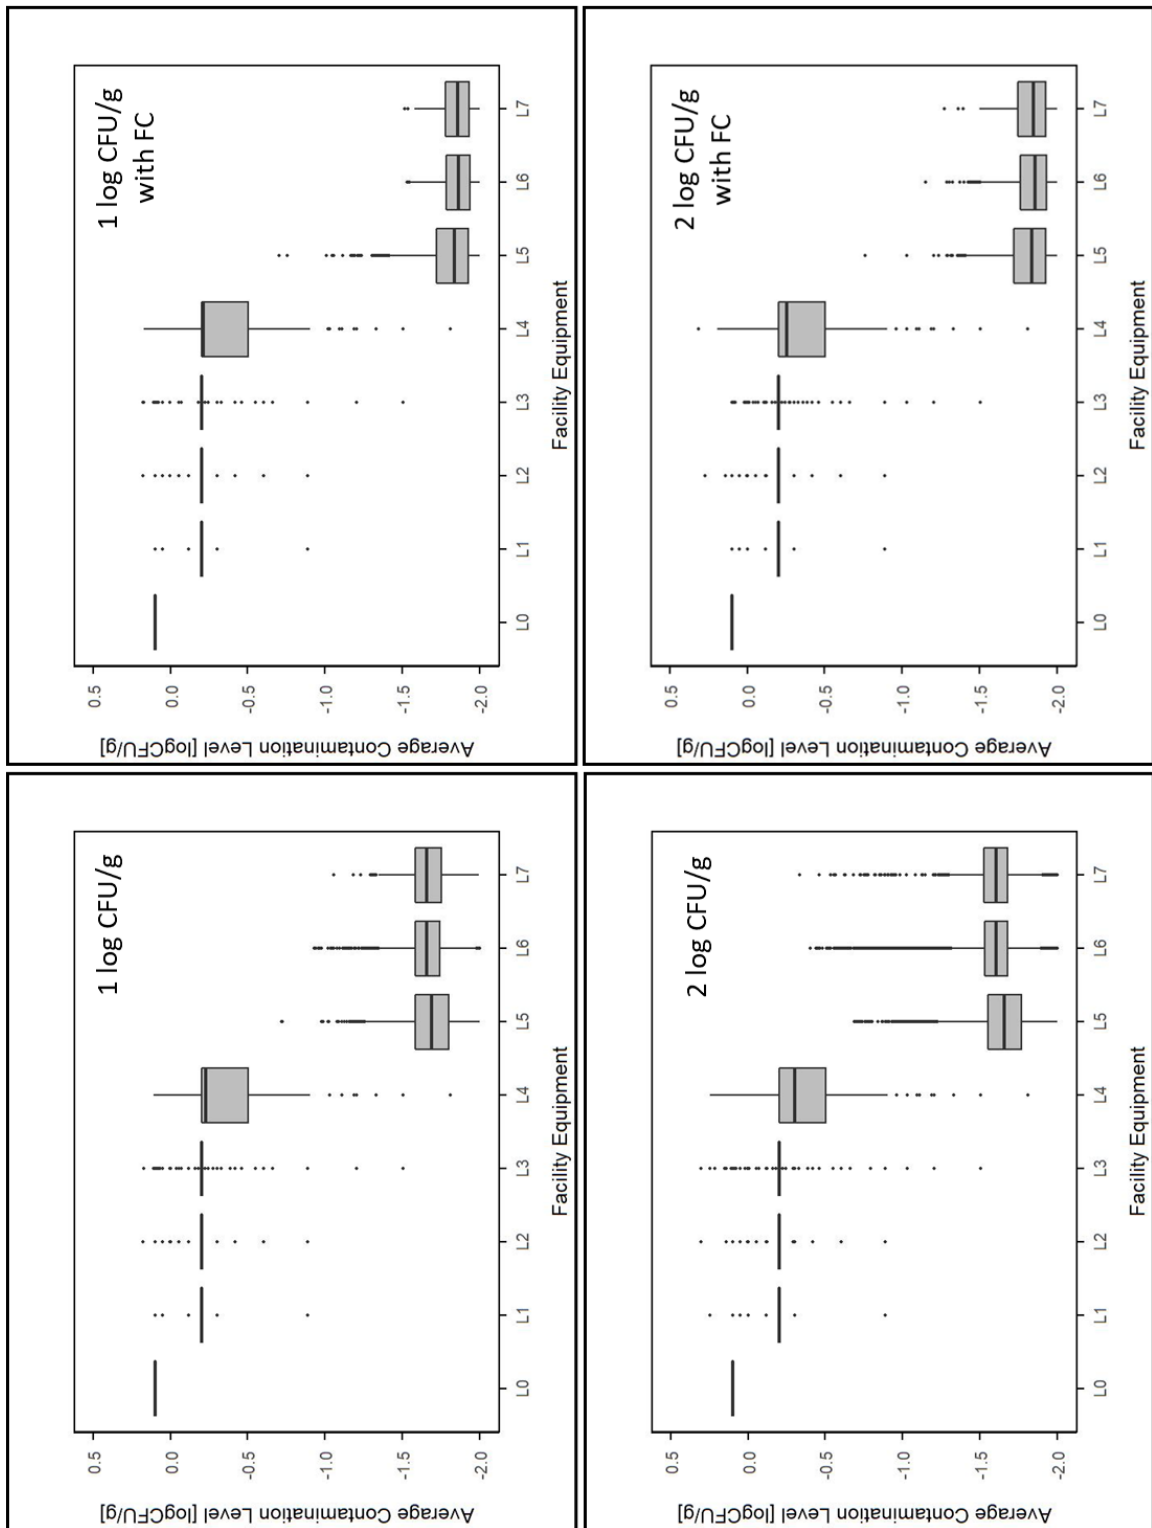 1 log CFU/g
Average Contamination Level [logCFU/g]
0.5
0.0
-0.5
-1.0
-1.5
-2.0
L0 L1 L2 L3 L4 L5 L6 L7
Facility Equipment
1 log CFU/g
with FC
Average Contamination Level [logCFU/g]
0.5
0.0
-0.5
-1.0
-1.5
-2.0
L0 L1 L2 L3 L4 L5 L6 L7
Facility Equipment
2 log CFU/g
Average Contamination Level [logCFU/g]
0.5
0.0
-0.5
-1.0
-1.5
-2.0
L0 L1 L2 L3 L4 L5 L6 L7
Facility Equipment
2 log CFU/g
with FC
Average Contamination Level [logCFU/g]
0.5
0.0
-0.5
-1.0
-1.5
-2.0
L0 L1 L2 L3 L4 L5 L6 L7
Facility Equipment